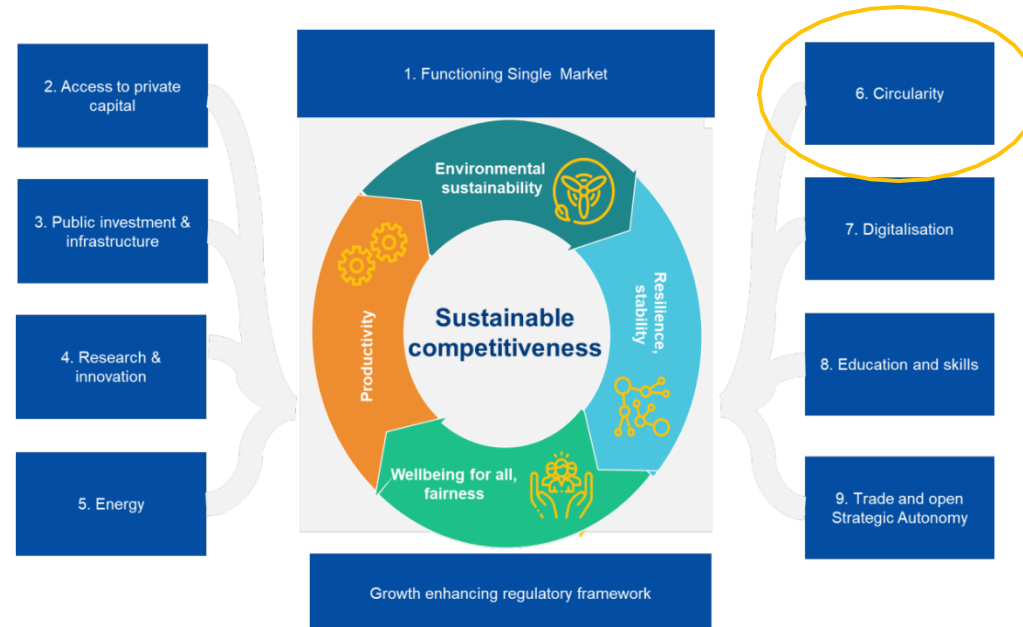 1. Functioning Single Market
2. Access to private
capital
3. Public investment &
infrastructure
4. Research &
innovation
5. Energy
Environmental
sustainability
Resilience,
stability
Wellbeing for all,
fairness
Productivity
Sustainable
competitiveness
6. Circularity
7. Digitalisation
8. Education and skills
9. Trade and open
Strategic Autonomy
Growth enhancing regulatory framework